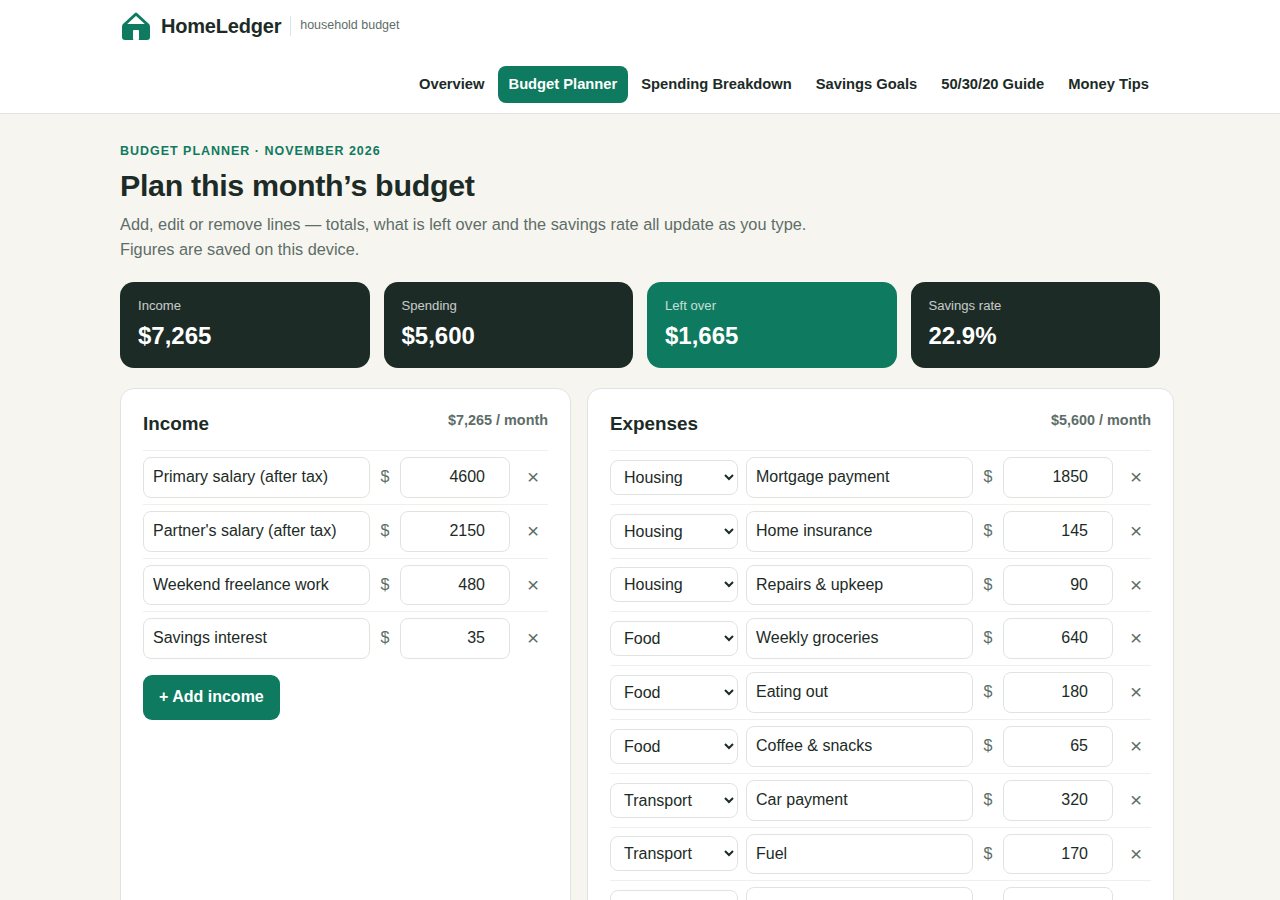 HomeLedger household budget
Overview Budget Planner Spending Breakdown Savings Goals 50/30/20 Guide Money Tips
BUDGET PLANNER · NOVEMBER 2026
Plan this month’s budget
Add, edit or remove lines — totals, what is left over and the savings rate all update as you type.
Figures are saved on this device.
Income
$7,265
Spending
$5,600
Left over
$1,665
Savings rate
22.9%
Income $7,265 / month
Primary salary (after tax) $ 4600 ×
Partner's salary (after tax) $ 2150 ×
Weekend freelance work $ 480 ×
Savings interest $ 35 ×
+ Add income
Expenses $5,600 / month
Housing Mortgage payment $ 1850 ×
Housing Home insurance $ 145 ×
Housing Repairs & upkeep $ 90 ×
Food Weekly groceries $ 640 ×
Food Eating out $ 180 ×
Food Coffee & snacks $ 65 ×
Transport Car payment $ 320 ×
Transport Fuel $ 170 ×